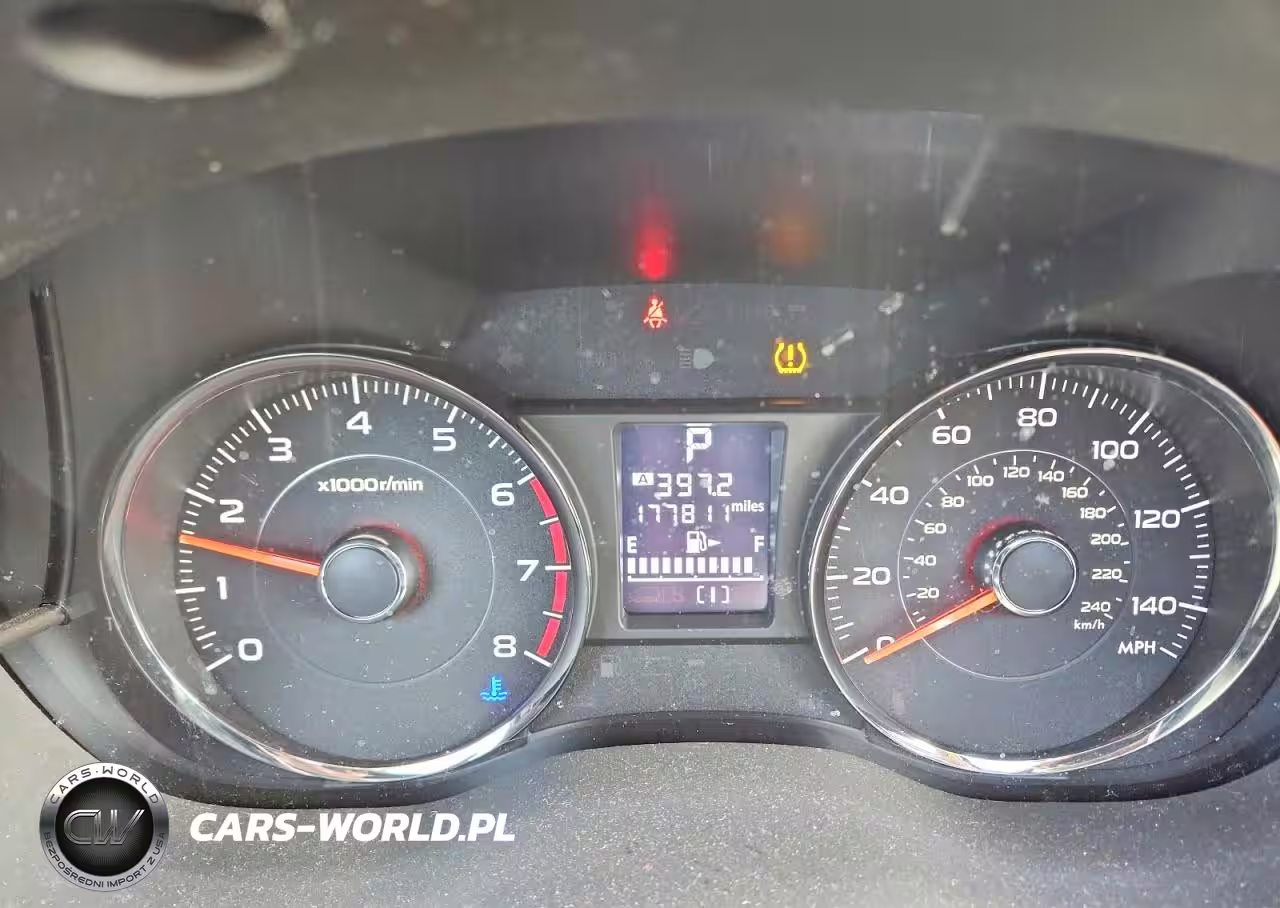 P
A 397.2
177811 miles
E F
[1]
x1000r/min
0 1 2 3 4 5 6 7 8
0 20 40 60 80 100 120 140
MPH
20 40 60 80 100 120 140 160 180 200 220 240
km/h
CARS-WORLD
CW
BEZPOŚREDNI IMPORT Z USA
CARS-WORLD.PL